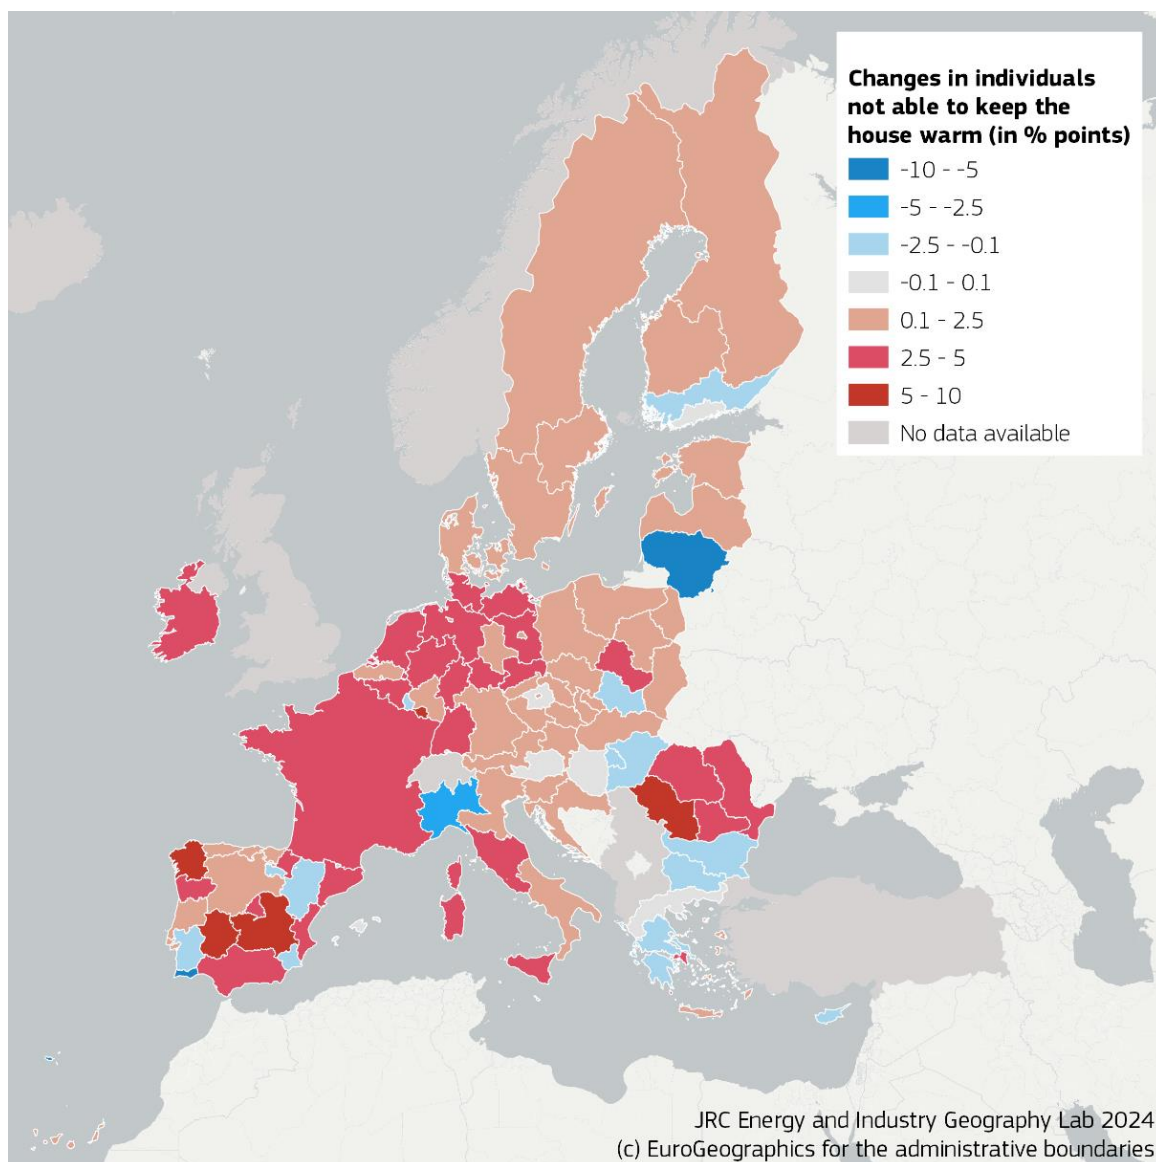 Changes in individuals
not able to keep the
house warm (in % points)
-10 - -5
-5 - -2.5
-2.5 - -0.1
-0.1 - 0.1
0.1 - 2.5
2.5 - 5
5 - 10
No data available
JRC Energy and Industry Geography Lab 2024
(c) EuroGeographics for the administrative boundaries